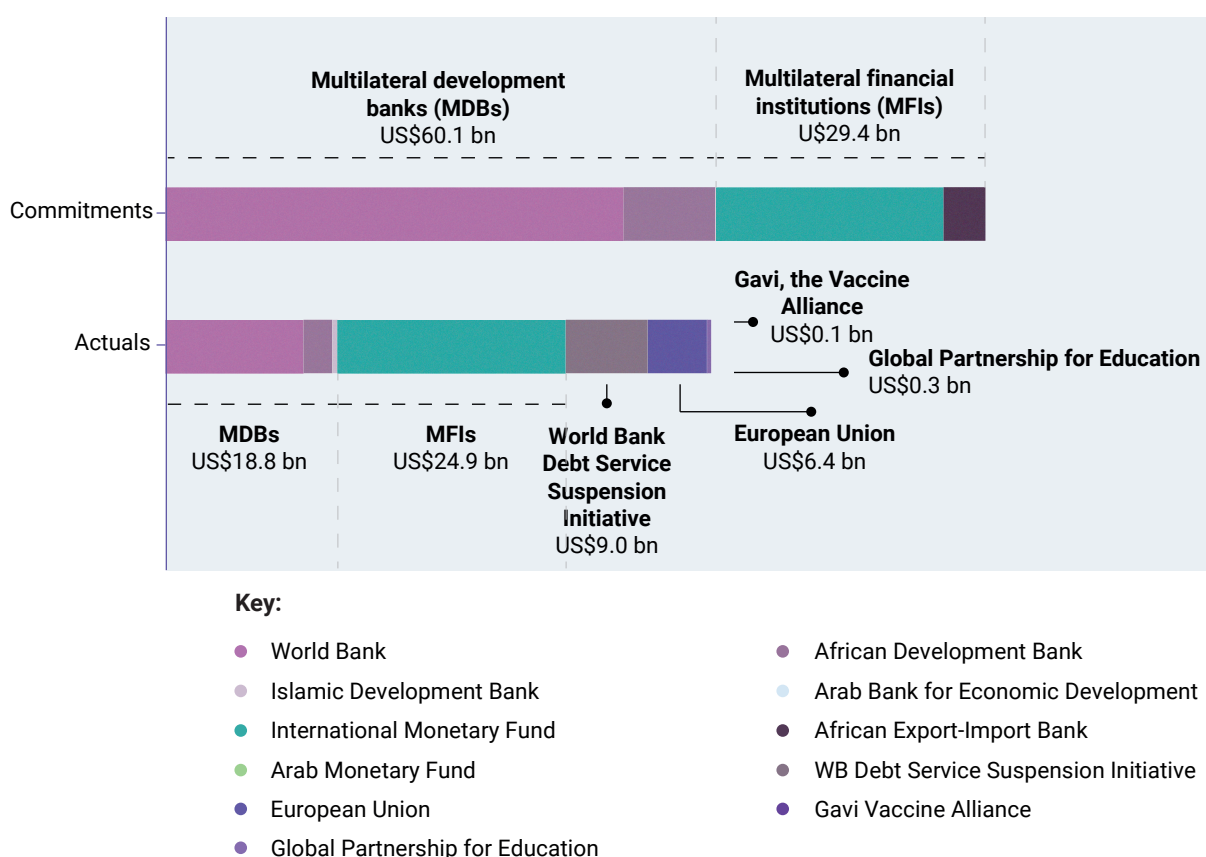 Multilateral development
banks (MDBs)
US$60.1 bn
Multilateral financial
institutions (MFIs)
U$29.4 bn
Commitments
Gavi, the Vaccine
Alliance
US$0.1 bn
Actuals
Global Partnership for Education
US$0.3 bn
MDBs
US$18.8 bn
MFIs
US$24.9 bn
World Bank
Debt Service
Suspension
Initiative
US$9.0 bn
European Union
US$6.4 bn
Key:
World Bank
Islamic Development Bank
International Monetary Fund
Arab Monetary Fund
European Union
Global Partnership for Education
African Development Bank
Arab Bank for Economic Development
African Export-Import Bank
WB Debt Service Suspension Initiative
Gavi Vaccine Alliance